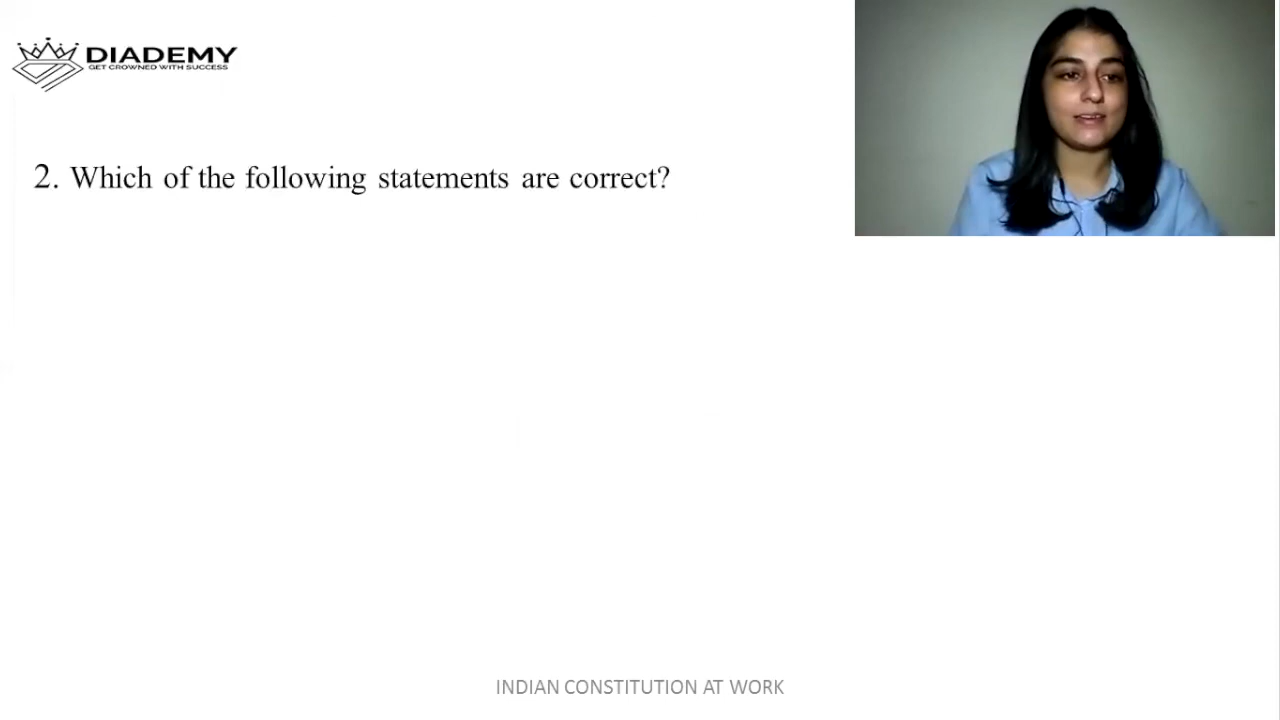 DIADEMY
GET CROWNED WITH SUCCESS
2. Which of the following statements are correct?
INDIAN CONSTITUTION AT WORK